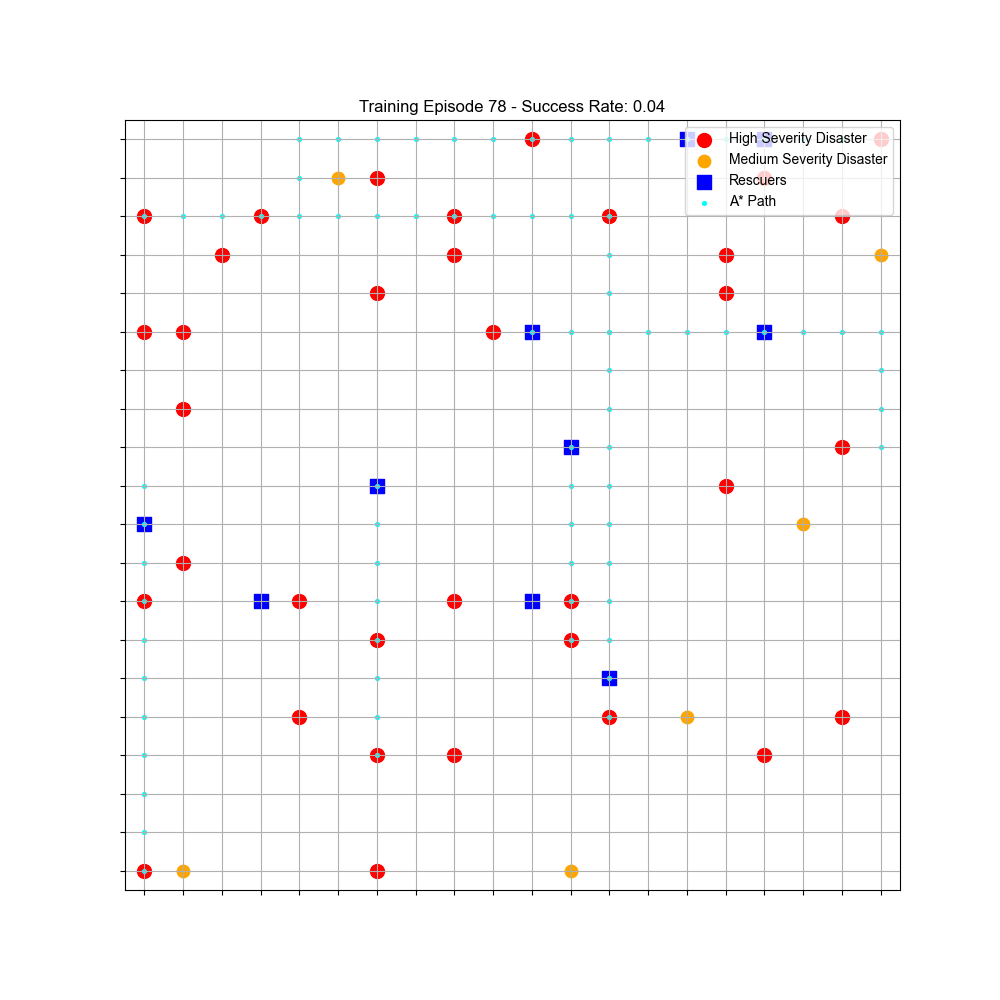 Training Episode 78 - Success Rate: 0.04
High Severity Disaster
Medium Severity Disaster
Rescuers
A* Path